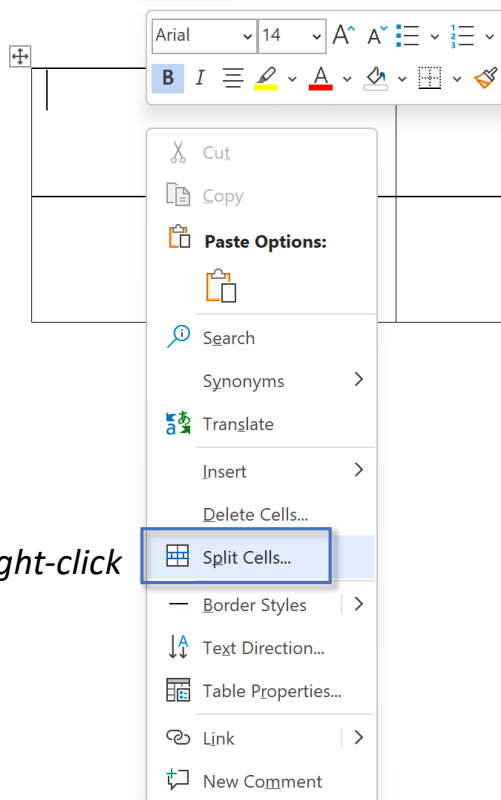 Arial 14
B I A
Cut
Copy
Paste Options:
Search
Synonyms
Translate
Insert
Delete Cells...
ght-click Split Cells...
Border Styles
Text Direction...
Table Properties...
Link
New Comment